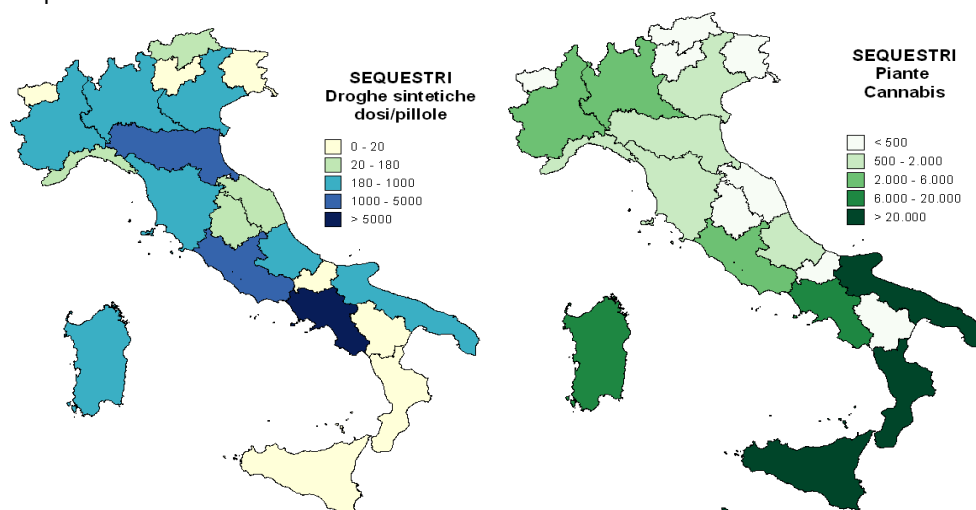 SEQUESTRI
Droghe sintetiche
dosi/pillole
0 - 20
20 - 180
180 - 1000
1000 - 5000
> 5000
SEQUESTRI
Piante
Cannabis
< 500
500 - 2.000
2.000 - 6.000
6.000 - 20.000
> 20.000